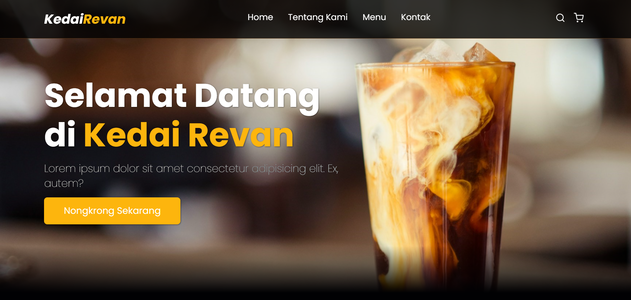 KedaiRevan
Home Tentang Kami Menu Kontak
Selamat Datang
di Kedai Revan
Lorem ipsum dolor sit amet consectetur adipisicing elit. Ex,
autem?
Nongkrong Sekarang